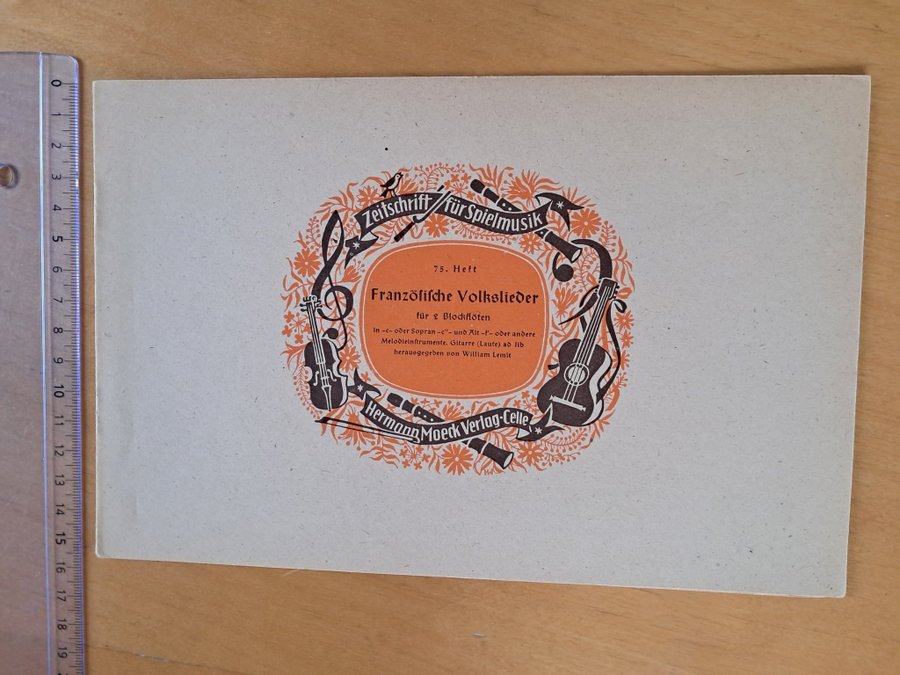 Zeitschrift für Spielmusik
75. Heft
Französische Volkslieder
für 2 Blockflöten
in -c- oder Sopran -c"- und Alt -f'- oder andere
Melodieinstrumente. Gitarre (Laute) ad lib
herausgegeben von William Lemit
Hermann Moeck Verlag · Celle
0
1
2
3
4
5
6
7
8
9
10
11
12
13
14
15
16
17
18
19